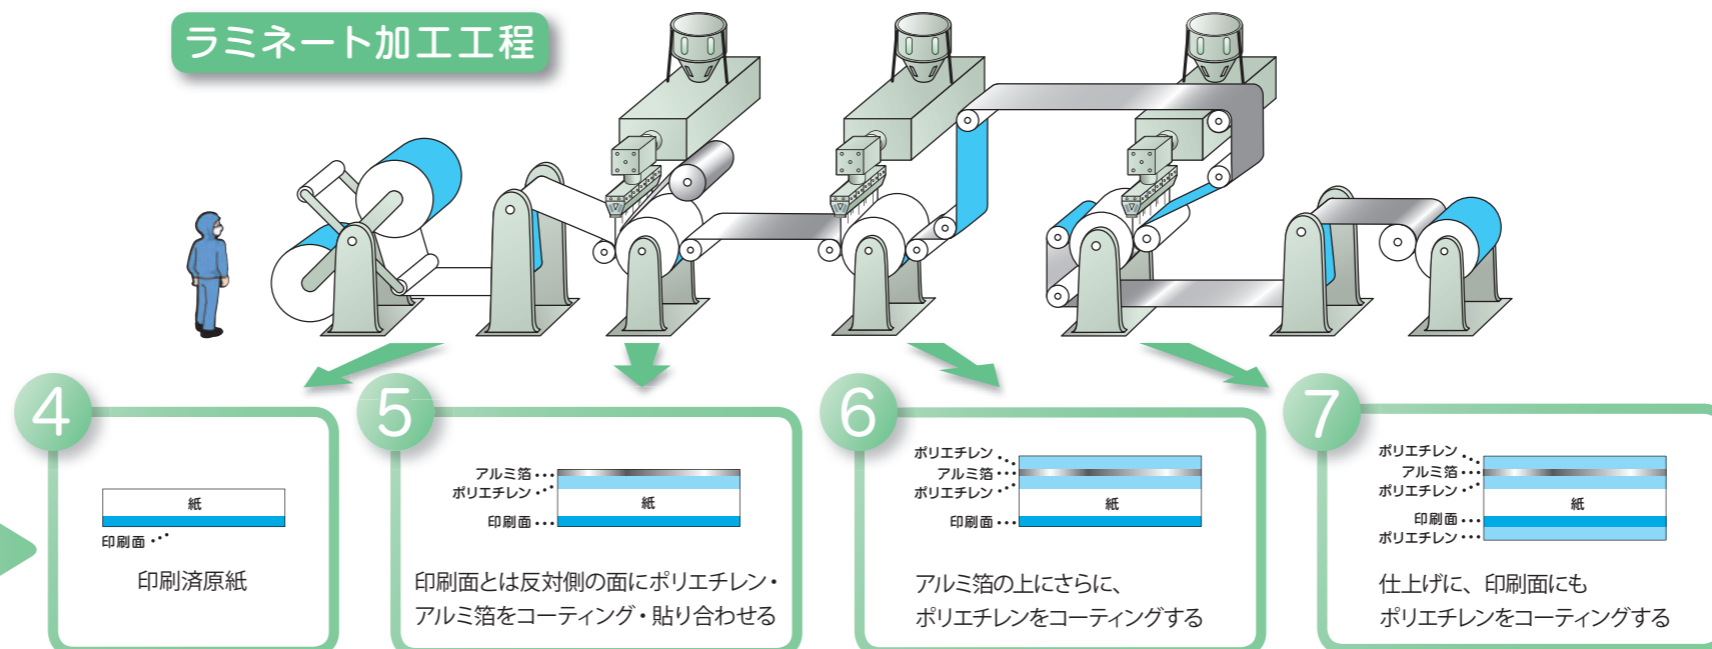 ラミネート加工工程
4
紙
印刷面
印刷済原紙
5
アルミ箔
ポリエチレン
紙
印刷面
印刷面とは反対側の面にポリエチレン・
アルミ箔をコーティング・貼り合わせる
6
ポリエチレン
アルミ箔
ポリエチレン
紙
印刷面
アルミ箔の上にさらに、
ポリエチレンをコーティングする
7
ポリエチレン
アルミ箔
ポリエチレン
紙
印刷面
ポリエチレン
仕上げに、印刷面にも
ポリエチレンをコーティングする